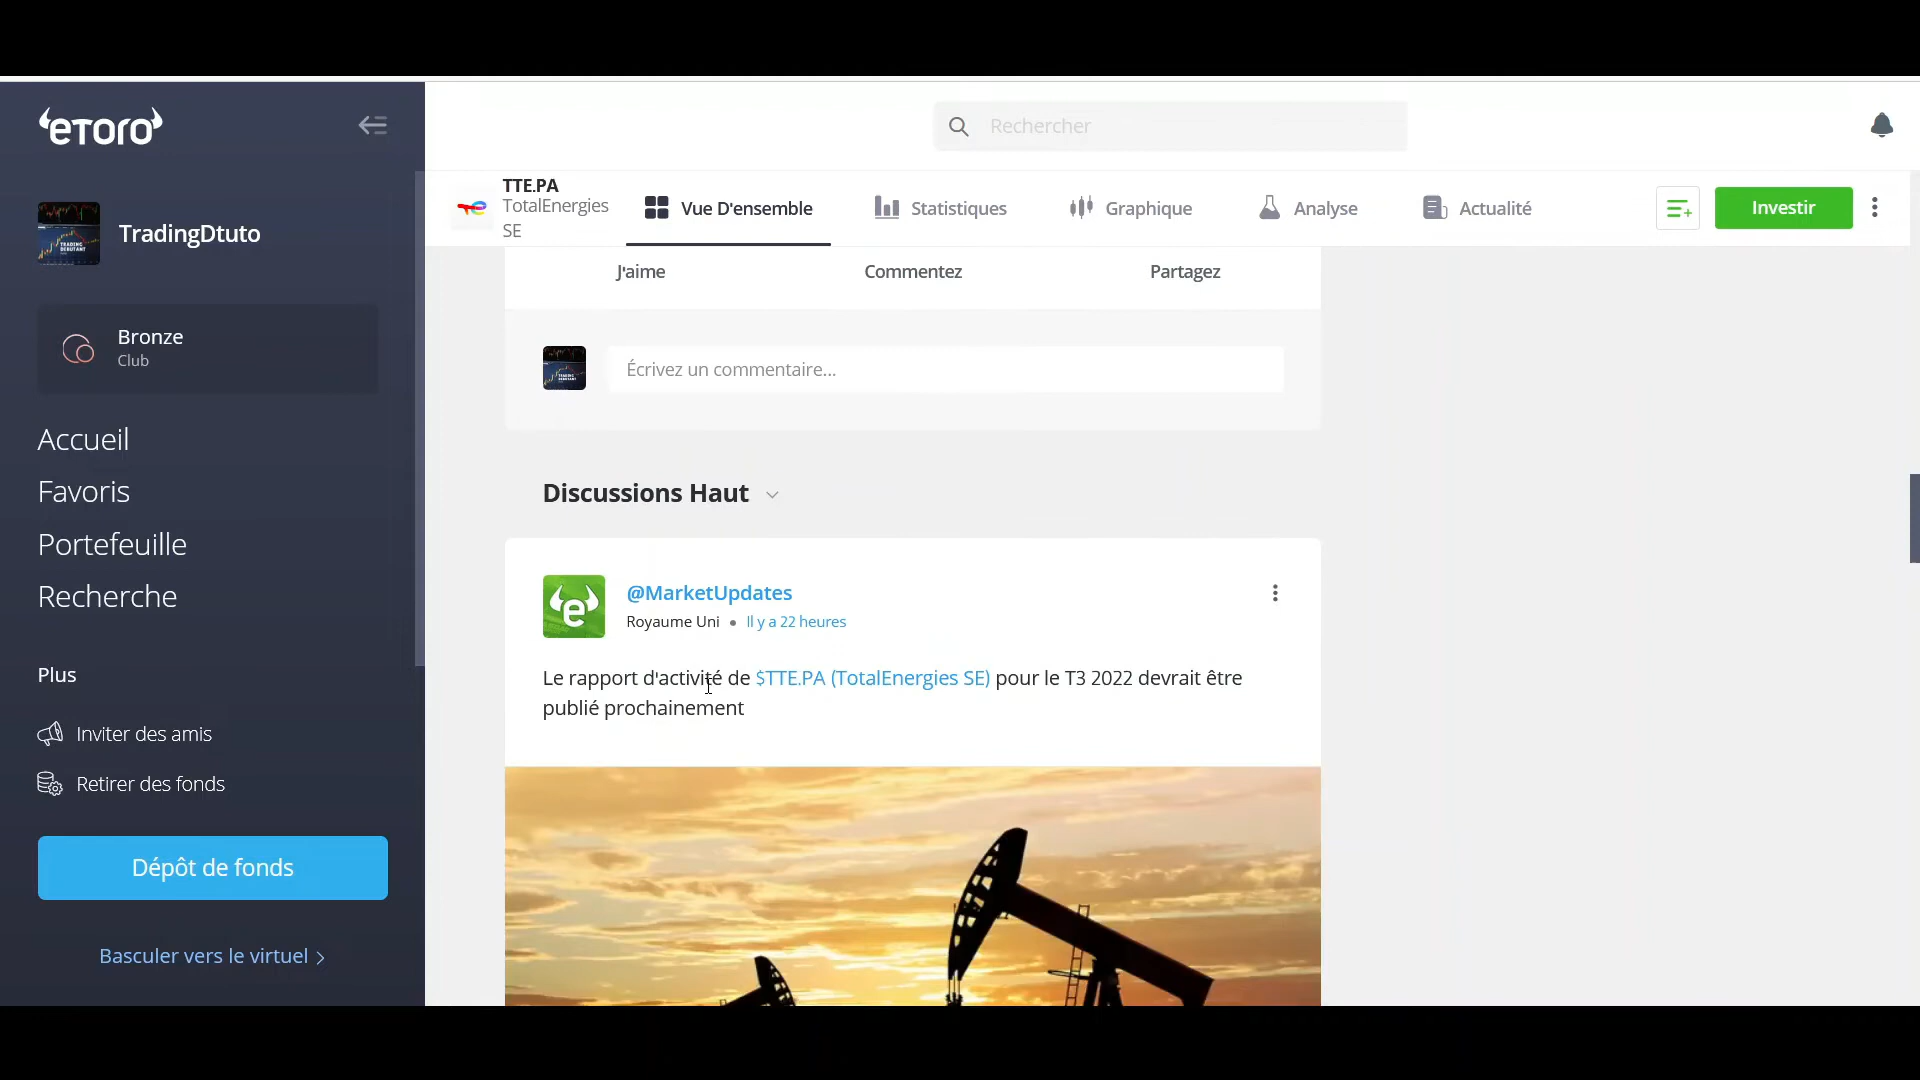 eToro
Rechercher
TTE.PA
TotalEnergies
SE
Vue D'ensemble
Statistiques
Graphique
Analyse
Actualité
Investir
TradingDtuto
Bronze
Club
Accueil
Favoris
Portefeuille
Recherche
Plus
Inviter des amis
Retirer des fonds
Dépôt de fonds
Basculer vers le virtuel
J'aime
Commentez
Partagez
Écrivez un commentaire...
Discussions Haut
@MarketUpdates
Royaume Uni • Il y a 22 heures
Le rapport d'activité de $TTE.PA (TotalEnergies SE) pour le T3 2022 devrait être
publié prochainement